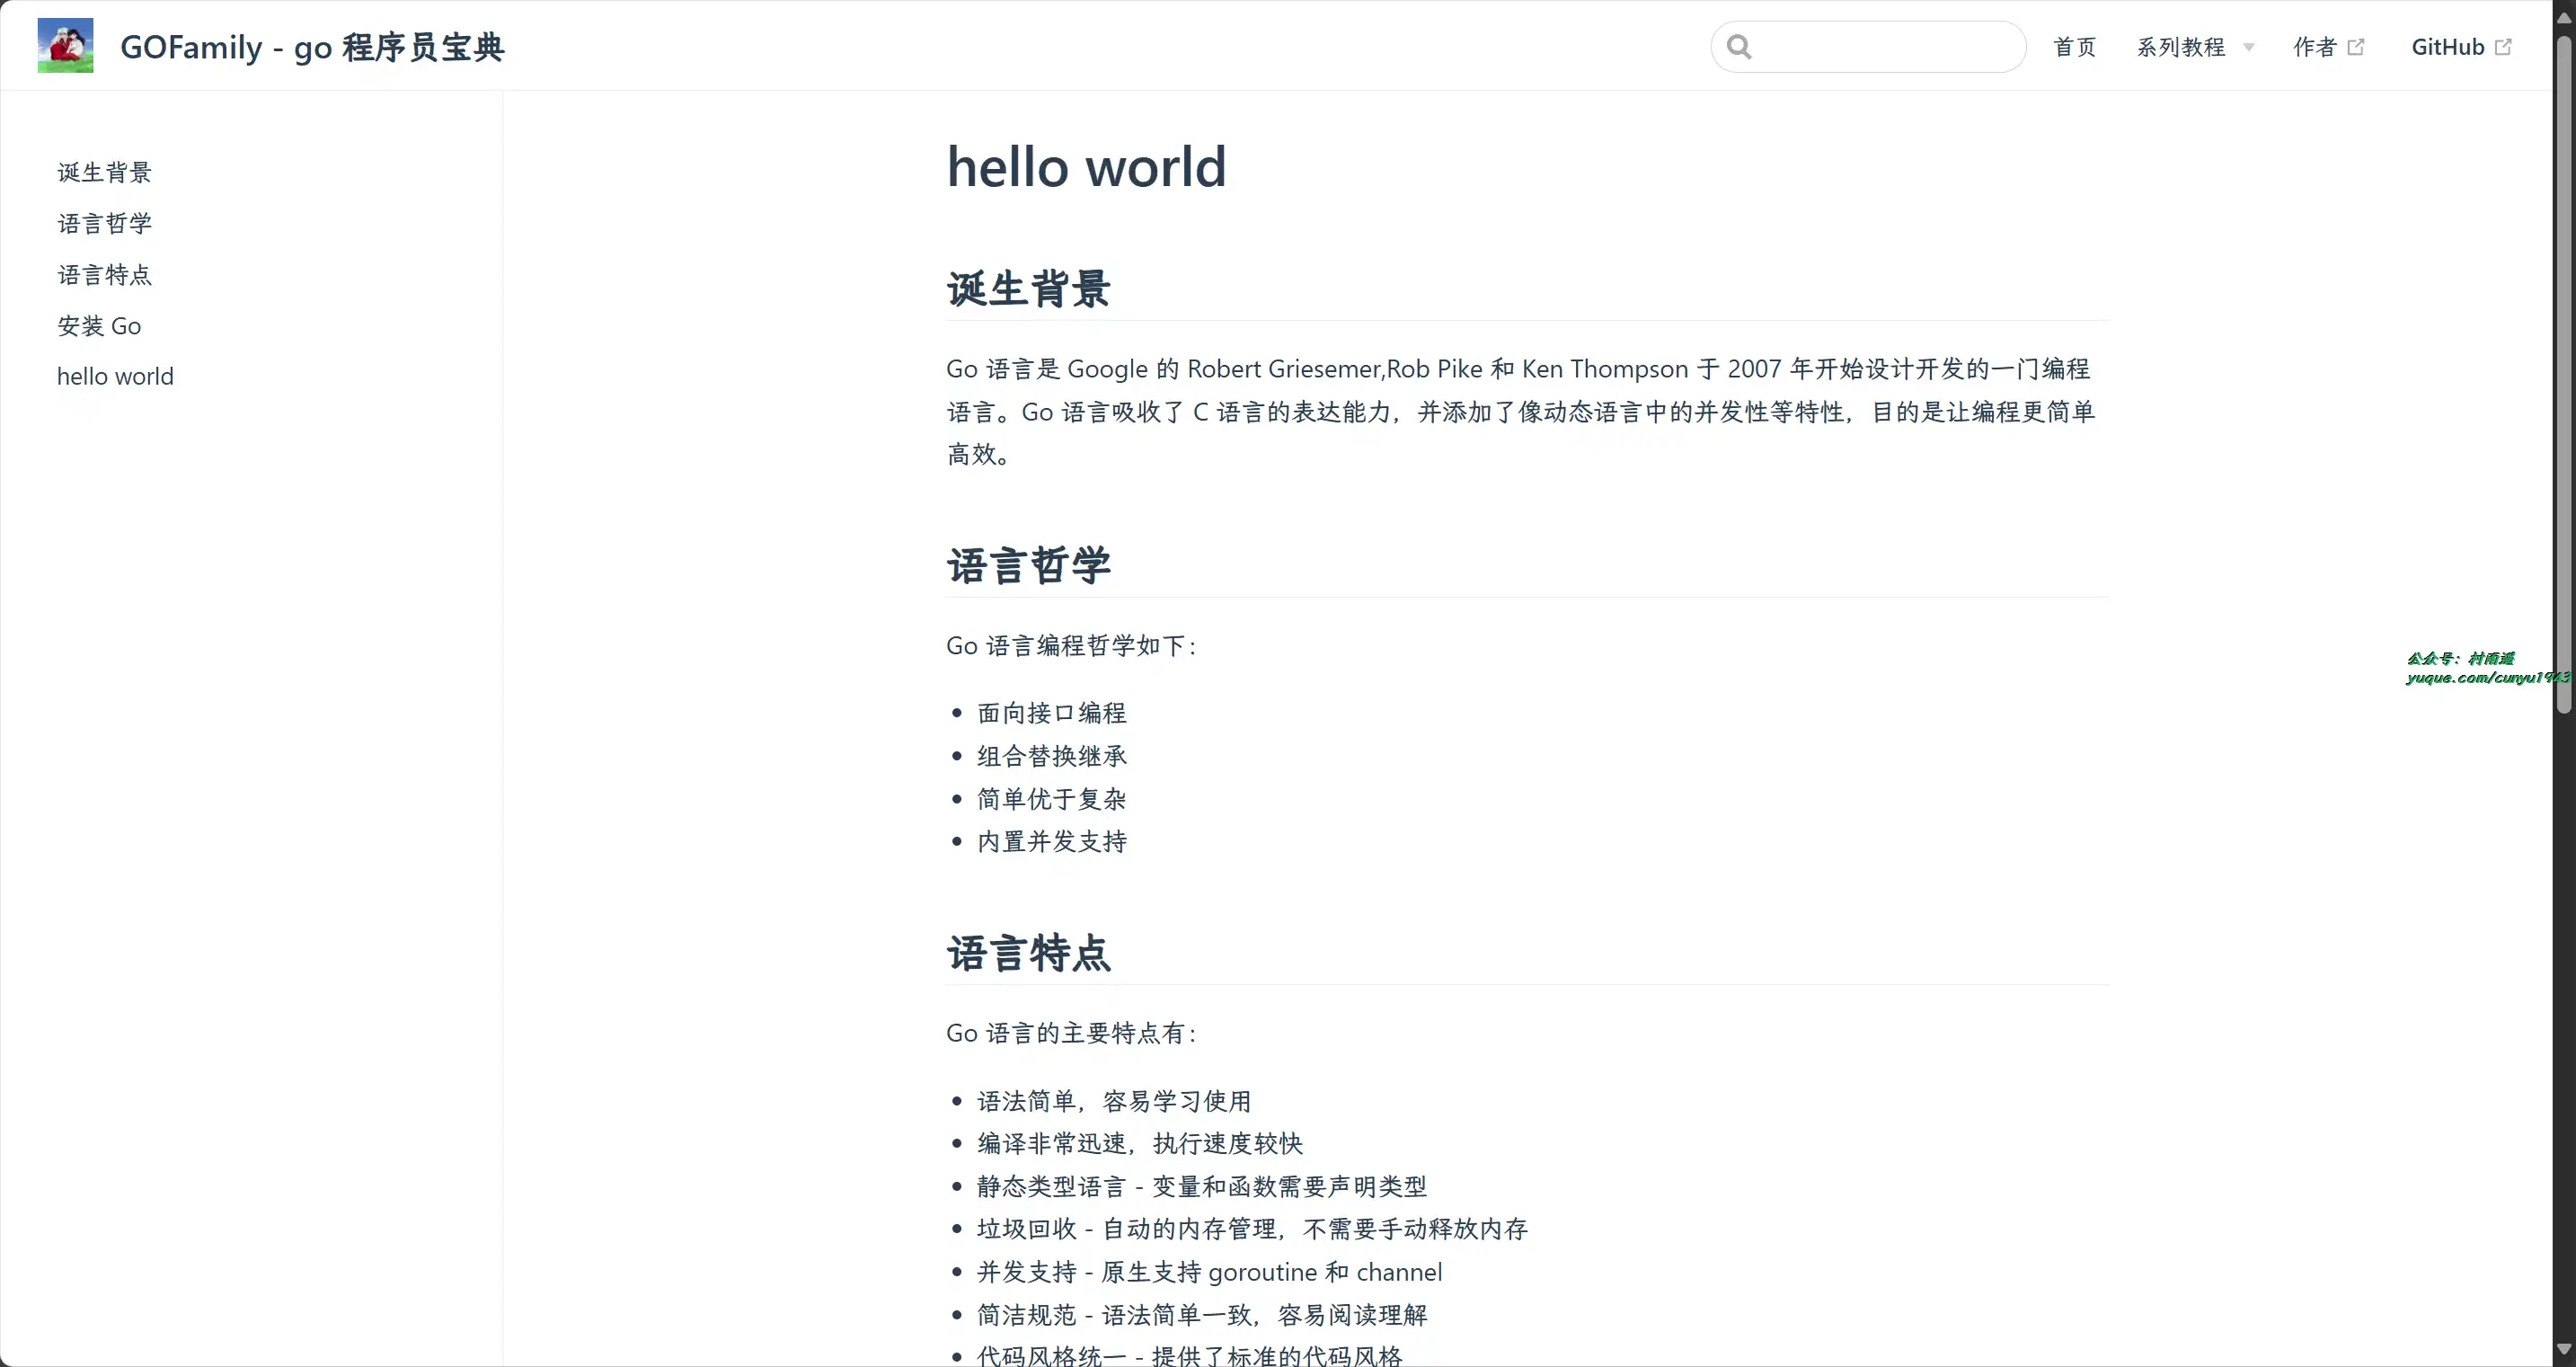 GOFamily - go 程序员宝典
首页
系列教程
作者
GitHub
诞生背景
语言哲学
语言特点
安装 Go
hello world
hello world
诞生背景
Go 语言是 Google 的 Robert Griesemer,Rob Pike 和 Ken Thompson 于 2007 年开始设计开发的一门编程
语言。Go 语言吸收了 C 语言的表达能力，并添加了像动态语言中的并发性等特性，目的是让编程更简单
高效。
语言哲学
Go 语言编程哲学如下：
面向接口编程
组合替换继承
简单优于复杂
内置并发支持
语言特点
Go 语言的主要特点有：
语法简单，容易学习使用
编译非常迅速，执行速度较快
静态类型语言 - 变量和函数需要声明类型
垃圾回收 - 自动的内存管理，不需要手动释放内存
并发支持 - 原生支持 goroutine 和 channel
简洁规范 - 语法简单一致，容易阅读理解
代码风格统一 - 提供了标准的代码风格
公众号：村雨遥
yuque.com/cunyu1943